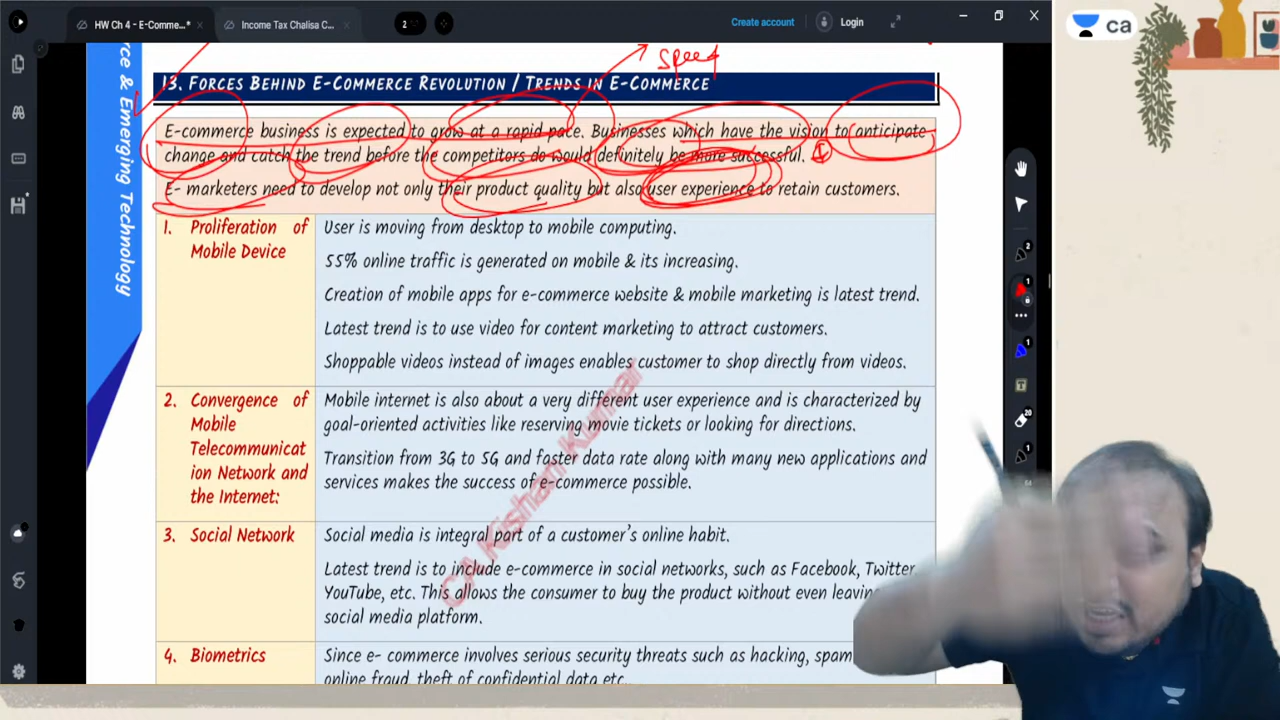 HW Ch 4 - E-Comme...*
Income Tax Chalisa C...
2
Create account
Login
ca
speed
13. FORCES BEHIND E-COMMERCE REVOLUTION / TRENDS IN E-COMMERCE
E-commerce business is expected to grow at a rapid pace. Businesses which have the vision to anticipate
change and catch the trend before the competitors do would definitely be more successful.
E- marketers need to develop not only their product quality but also user experience to retain customers.
rce & Emerging Technology
1. Proliferation of
Mobile Device
User is moving from desktop to mobile computing.
55% online traffic is generated on mobile & its increasing.
Creation of mobile apps for e-commerce website & mobile marketing is latest trend.
Latest trend is to use video for content marketing to attract customers.
Shoppable videos instead of images enables customer to shop directly from videos.
2. Convergence of
Mobile
Telecommunicat
ion Network and
the Internet:
Mobile internet is also about a very different user experience and is characterized by
goal-oriented activities like reserving movie tickets or looking for directions.
Transition from 3G to 5G and faster data rate along with many new applications and
services makes the success of e-commerce possible.
3. Social Network
Social media is integral part of a customer's online habit.
Latest trend is to include e-commerce in social networks, such as Facebook, Twitter
YouTube, etc. This allows the consumer to buy the product without even leavin
social media platform.
4. Biometrics
Since e- commerce involves serious security threats such as hacking, spam
online fraud, theft of confidential data etc.
CA Kishan Kumar